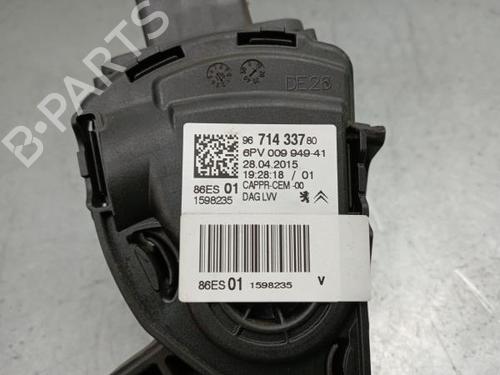 B-PARTS
DE26
96 714 337 80
6PV 009 949-41
28.04.2015
19:28:18 / 01
CAPPR-CEM -00
DAG LVV
86ES 01
1598235
86ES 01 1598235 V